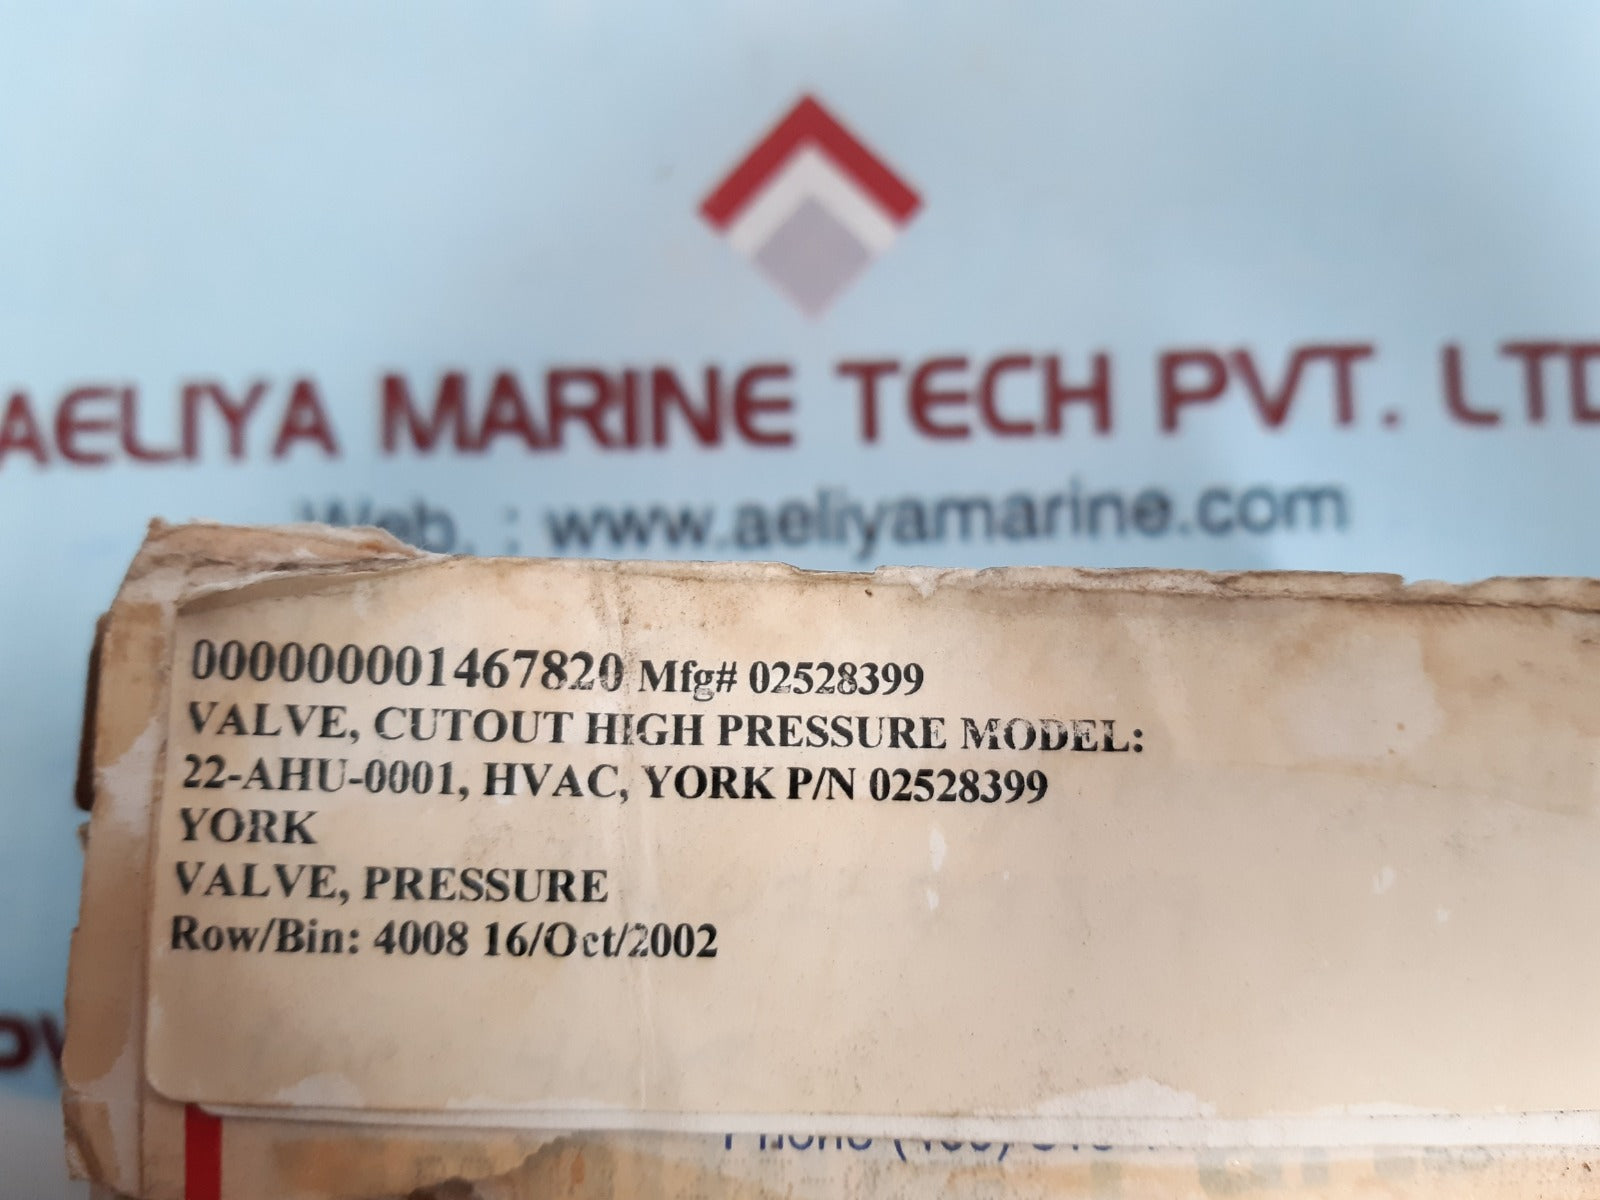 AELIYA MARINE TECH PVT. LTD
Web. : www.aeliyamarine.com
000000001467820 Mfg# 02528399
VALVE, CUTOUT HIGH PRESSURE MODEL:
22-AHU-0001, HVAC, YORK P/N 02528399
YORK
VALVE, PRESSURE
Row/Bin: 4008 16/Oct/2002
Phone